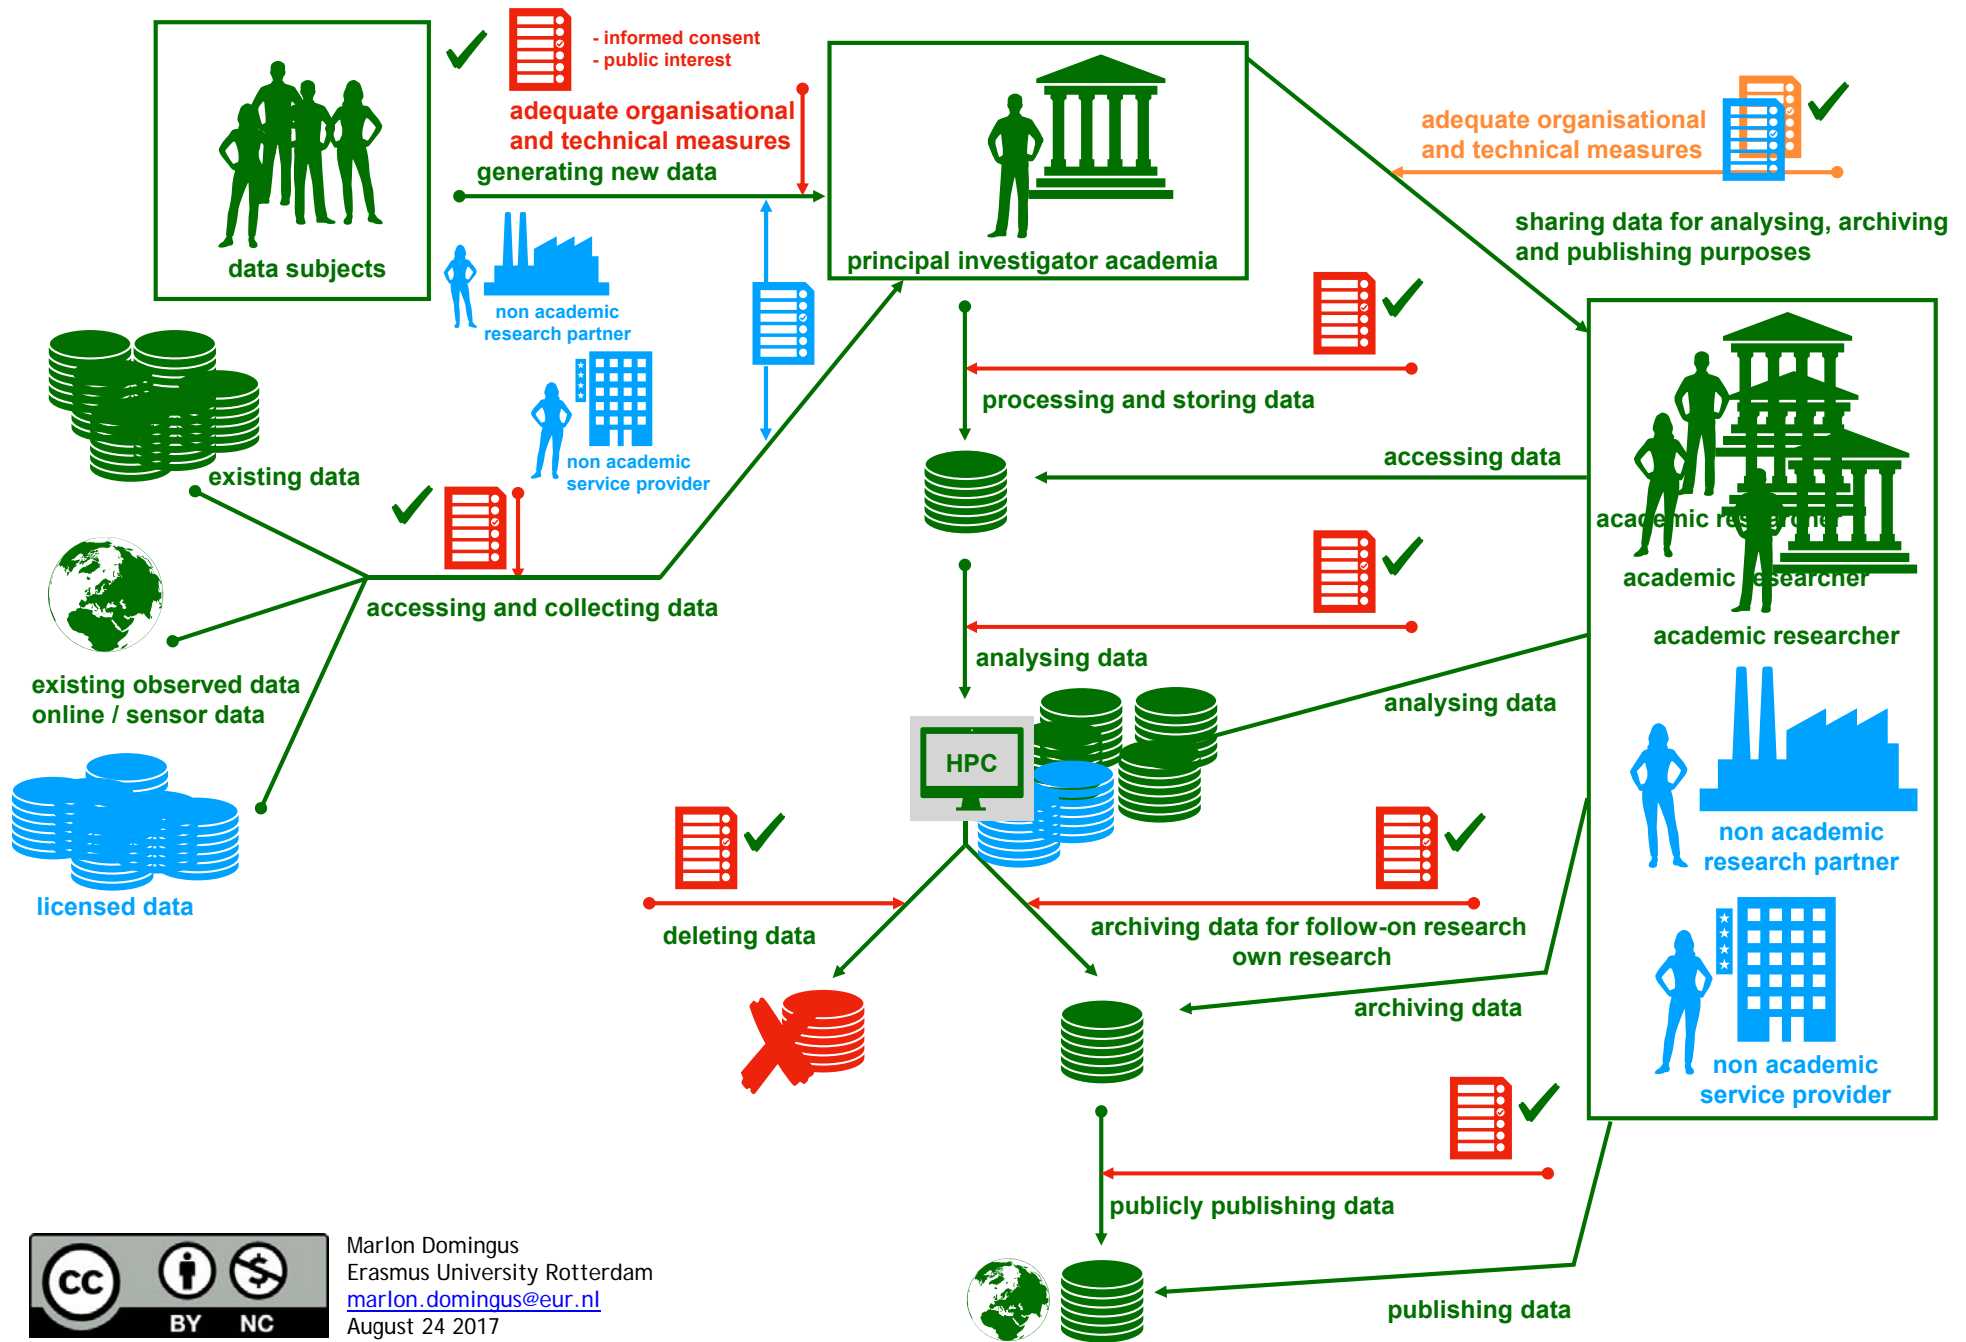 - informed consent
- public interest
adequate organisational
and technical measures
generating new data
data subjects
non academic
research partner
non academic
service provider
principal investigator academia
adequate organisational
and technical measures
sharing data for analysing, archiving
and publishing purposes
existing data
processing and storing data
accessing data
accessing and collecting data
existing observed data
online / sensor data
licensed data
analysing data
HPC
analysing data
academic researcher
academic researcher
academic researcher
non academic
research partner
non academic
service provider
deleting data
archiving data for follow-on research
own research
archiving data
publicly publishing data
publishing data
cc
BY NC
Marlon Domingus
Erasmus University Rotterdam
marlon.domingus@eur.nl
August 24 2017